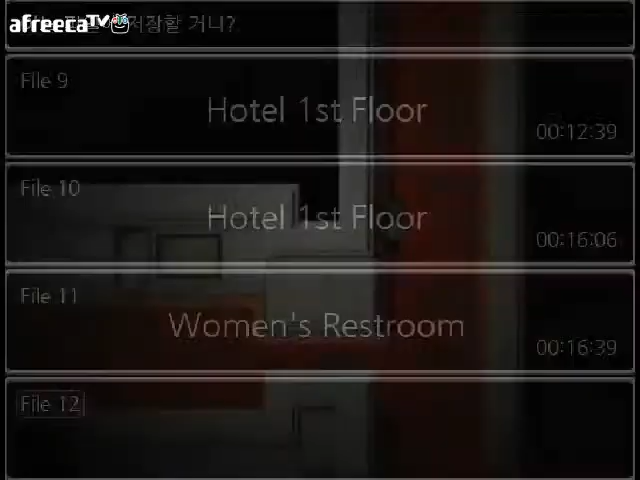 afreecaTV
저장할 거니?
File 9
Hotel 1st Floor
00:12:39
File 10
Hotel 1st Floor
00:16:06
File 11
Women's Restroom
00:16:39
File 12